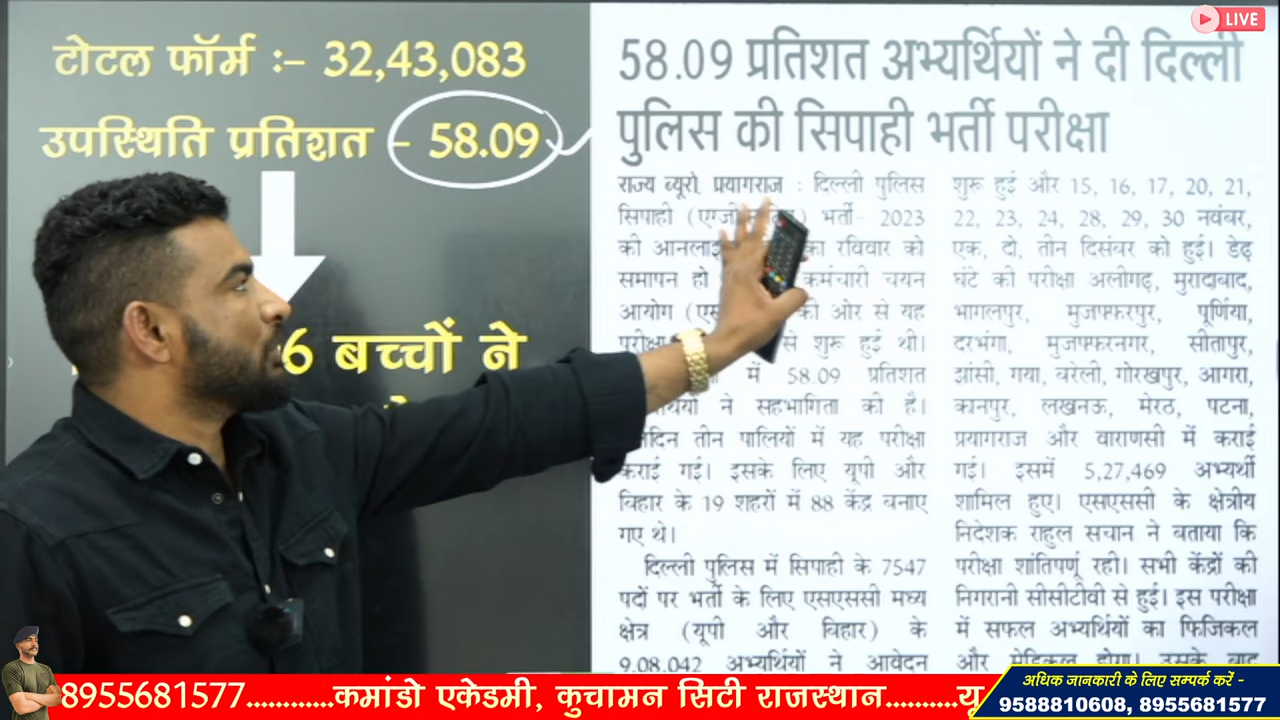 LIVE
टोटल फॉर्म :- 32,43,083
उपस्थिति प्रतिशत - 58.09
6 बच्चों ने
58.09 प्रतिशत अभ्यर्थियों ने दी दिल्ली
पुलिस की सिपाही भर्ती परीक्षा
राज्य ब्यूरो, प्रयागराज : दिल्ली पुलिस
सिपाही भर्ती- 2023
की का रविवार को
समापन हो कर्मचारी चयन
आयोग की ओर से यह
से शुरू हुई थी।
में 58.09 प्रतिशत
ने सहभागिता की है।
तीन पालियों में यह परीक्षा
कराई गई। इसके लिए यूपी और
बिहार के 19 शहरों में 88 केंद्र बनाए
गए थे।
दिल्ली पुलिस में सिपाही के 7547
पदों पर भर्ती के लिए एसएससी मध्य
क्षेत्र (यूपी और बिहार) के
9,08,042 अभ्यर्थियों ने आवेदन
शुरू हुई और 15, 16, 17, 20, 21,
22, 23, 24, 28, 29, 30 नवंबर,
एक, दो, तीन दिसंबर को हुई। डेढ़
घंटे की परीक्षा अलीगढ़, मुरादाबाद,
भागलपुर, मुजफ्फरपुर, पूर्णिया,
दरभंगा, मुजफ्फरनगर, सीतापुर,
झांसी, गया, बरेली, गोरखपुर, आगरा,
कानपुर, लखनऊ, मेरठ, पटना,
प्रयागराज और वाराणसी में कराई
गई। इसमें 5,27,469 अभ्यर्थी
शामिल हुए। एसएससी के क्षेत्रीय
निदेशक राहुल सचान ने बताया कि
परीक्षा शांतिपूर्ण रही। सभी केंद्रों की
निगरानी सीसीटीवी से हुई। इस परीक्षा
में सफल अभ्यर्थियों का फिजिकल
और मेडिकल होगा। उसके बाद
8955681577............कमांडो एकेडमी, कुचामन सिटी राजस्थान..........यू
अधिक जानकारी के लिए सम्पर्क करें -
9588810608, 8955681577